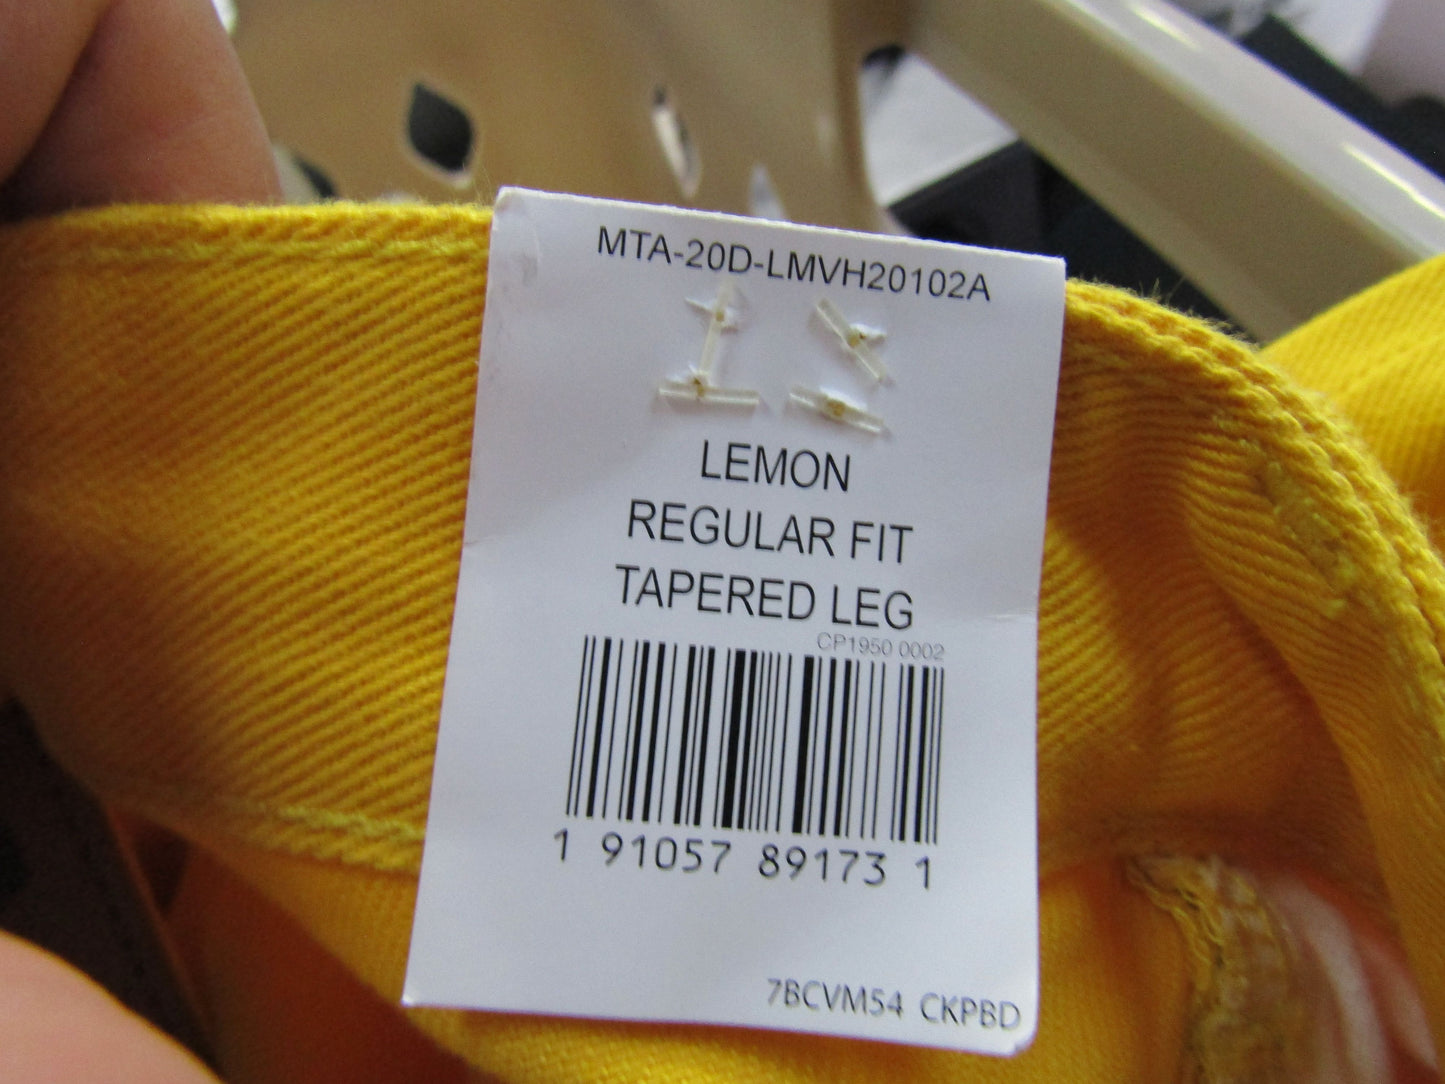 MTA-20D-LMVH20102A
LEMON
REGULAR FIT
TAPERED LEG
CP1950 0002
1 91057 89173 1
7BCVM54 CKPBD